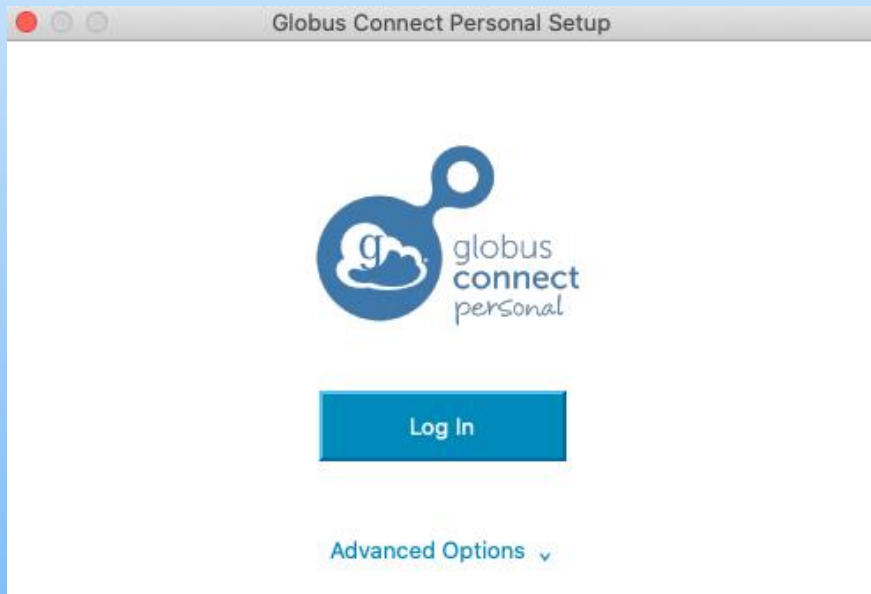 Globus Connect Personal Setup
g
globus
connect
personal
Log In
Advanced Options